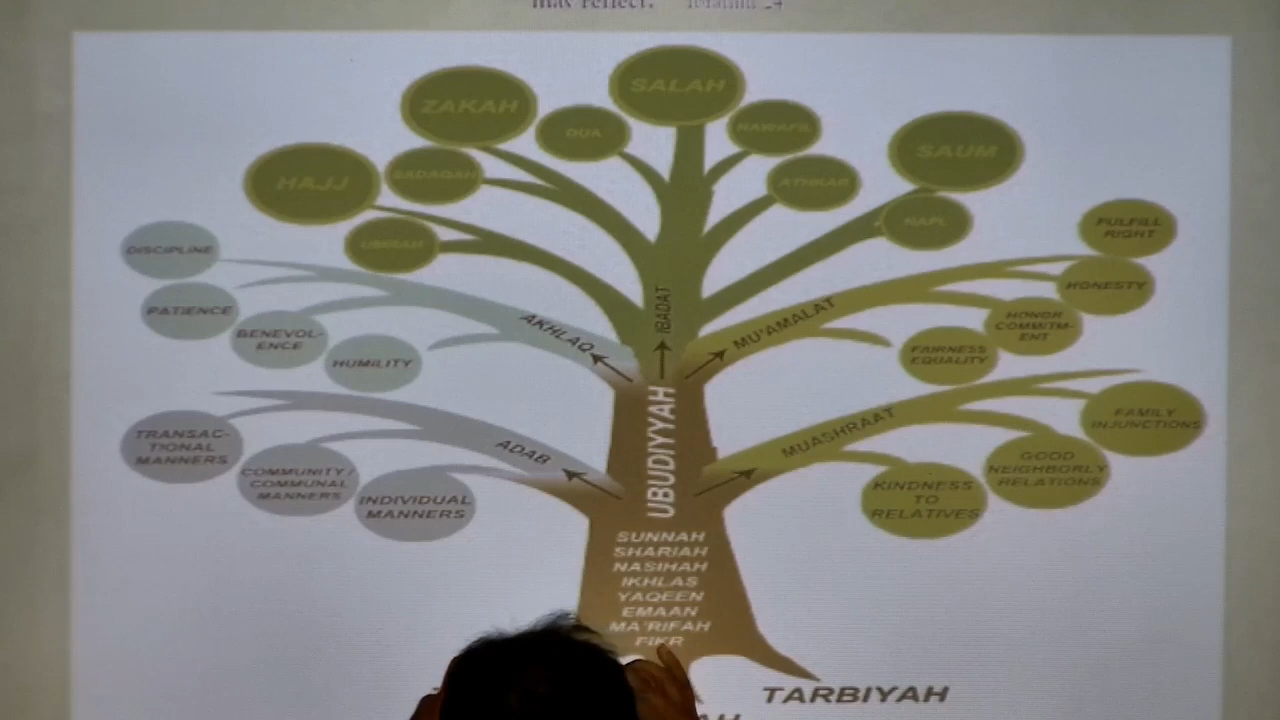 may reflect."
SALAH
ZAKAH
DUA
NAWAFIL
SAUM
HAJJ
SADAQAH
ATHKAR
UMRAH
NAFL
DISCIPLINE
PATIENCE
BENEVOL-
ENCE
HUMILITY
AKHLAQ
IBADAT
MU'AMALAT
FULFILL
RIGHT
HONESTY
HONOR
COMMITM-
ENT
FAIRNESS
EQUALITY
TRANSAC-
TIONAL
MANNERS
COMMUNITY/
COMMUNAL
MANNERS
INDIVIDUAL
MANNERS
ADAB
UBUDIYYAH
MUASHRAAT
FAMILY
INJUNCTIONS
GOOD
NEIGHBORLY
RELATIONS
KINDNESS
TO
RELATIVES
SUNNAH
SHARIAH
NASIHAH
IKHLAS
YAQEEN
EMAAN
MA'RIFAH
FIKR
TARBIYAH